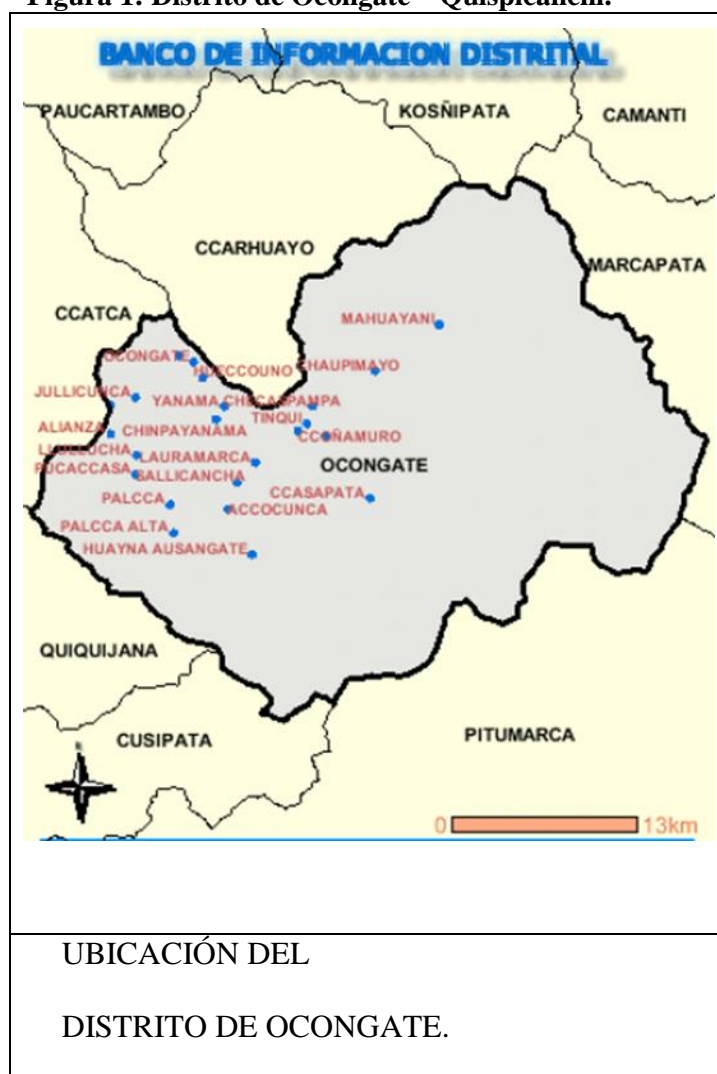 Figura 1: Distrito de Ocongate – Quispicanchi.
BANCO DE INFORMACION DISTRITAL
PAUCARTAMBO
KOSÑIPATA
CAMANTI
CCARHUAYO
MARCAPATA
CCATCA
MAHUAYANI
OCONGATE
HUECCOUNO
CHAUPIMAYO
JULLICUNCA
YANAMA
CHECASPAMPA
TINQUI
ALIANZA
CHINPAYANAMA
CCOÑAMURO
LLULLUCHA
LAURAMARCA
OCONGATE
PUCACCASA
SALLICANCHA
CCASAPATA
PALCCA
ACCOCUNCA
PALCCA ALTA
HUAYNA AUSANGATE
QUIQUIJANA
CUSIPATA
PITUMARCA
0 13km
UBICACIÓN DEL
DISTRITO DE OCONGATE.